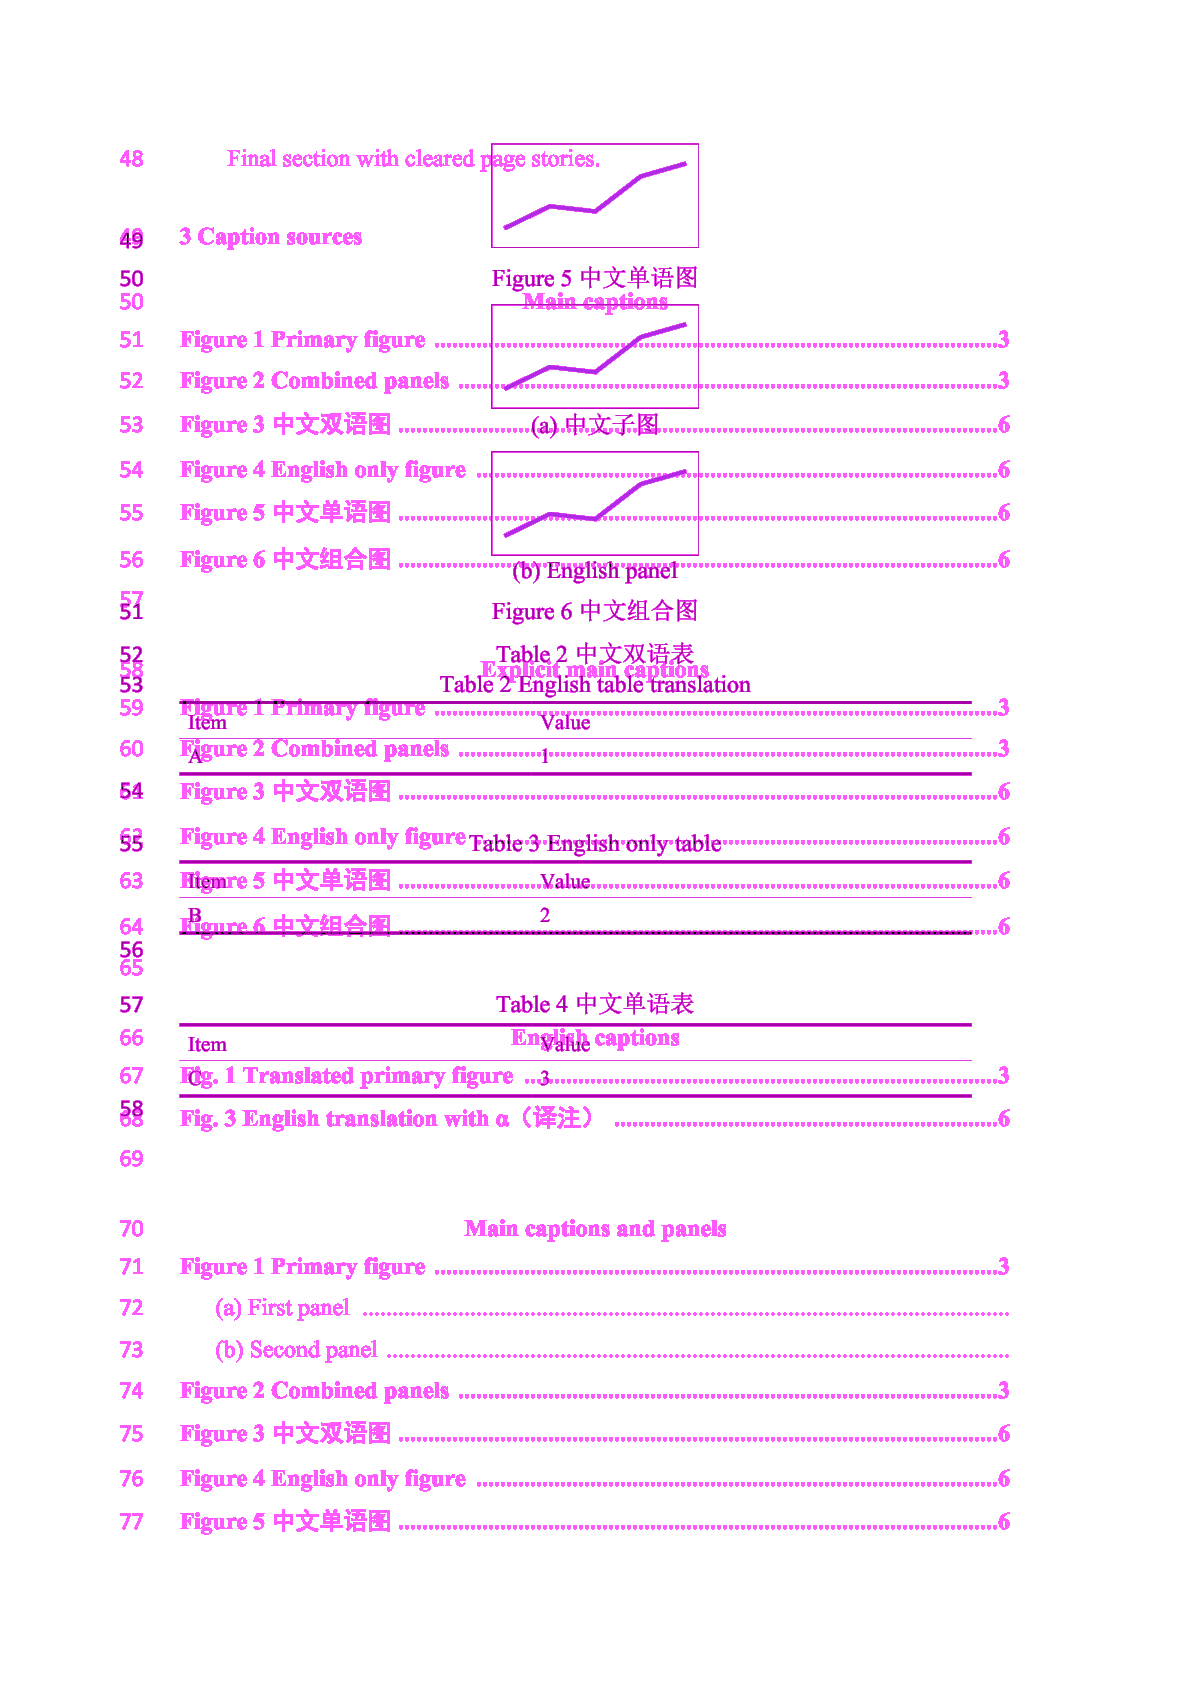 48 Final section with cleared page stories.
49 3 Caption sources
49
50 Figure 5 中文单语图
50 Main captions
51 Figure 1 Primary figure 3
52 Figure 2 Combined panels 3
53 Figure 3 中文双语图 6
(a) 中文子图
54 Figure 4 English only figure 6
55 Figure 5 中文单语图 6
56 Figure 6 中文组合图 6
(b) English panel
57
51 Figure 6 中文组合图
52 Table 2 中文双语表
58 Explicit main captions
53 Table 2 English table translation
59 Figure 1 Primary figure 3
Item Value
60 Figure 2 Combined panels 3
A 1
54
61 Figure 3 中文双语图 6
62 Figure 4 English only figure 6
55 Table 3 English only table
63 Figure 5 中文单语图 6
Item Value
B 2
64 Figure 6 中文组合图 6
56
65
57 Table 4 中文单语表
66 English captions
Item Value
67 Fig. 1 Translated primary figure 3
C 3
58
68 Fig. 3 English translation with α（译注） 6
69
70 Main captions and panels
71 Figure 1 Primary figure 3
72 (a) First panel
73 (b) Second panel
74 Figure 2 Combined panels 3
75 Figure 3 中文双语图 6
76 Figure 4 English only figure 6
77 Figure 5 中文单语图 6